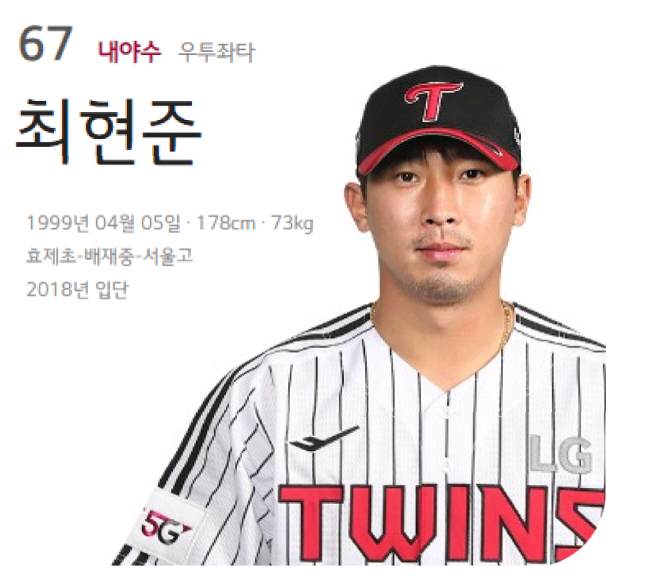 67 내야수 우투좌타
최현준
1999년 04월 05일 · 178cm · 73kg
효제초-배재중-서울고
2018년 입단
T
LG
TWINS
5G